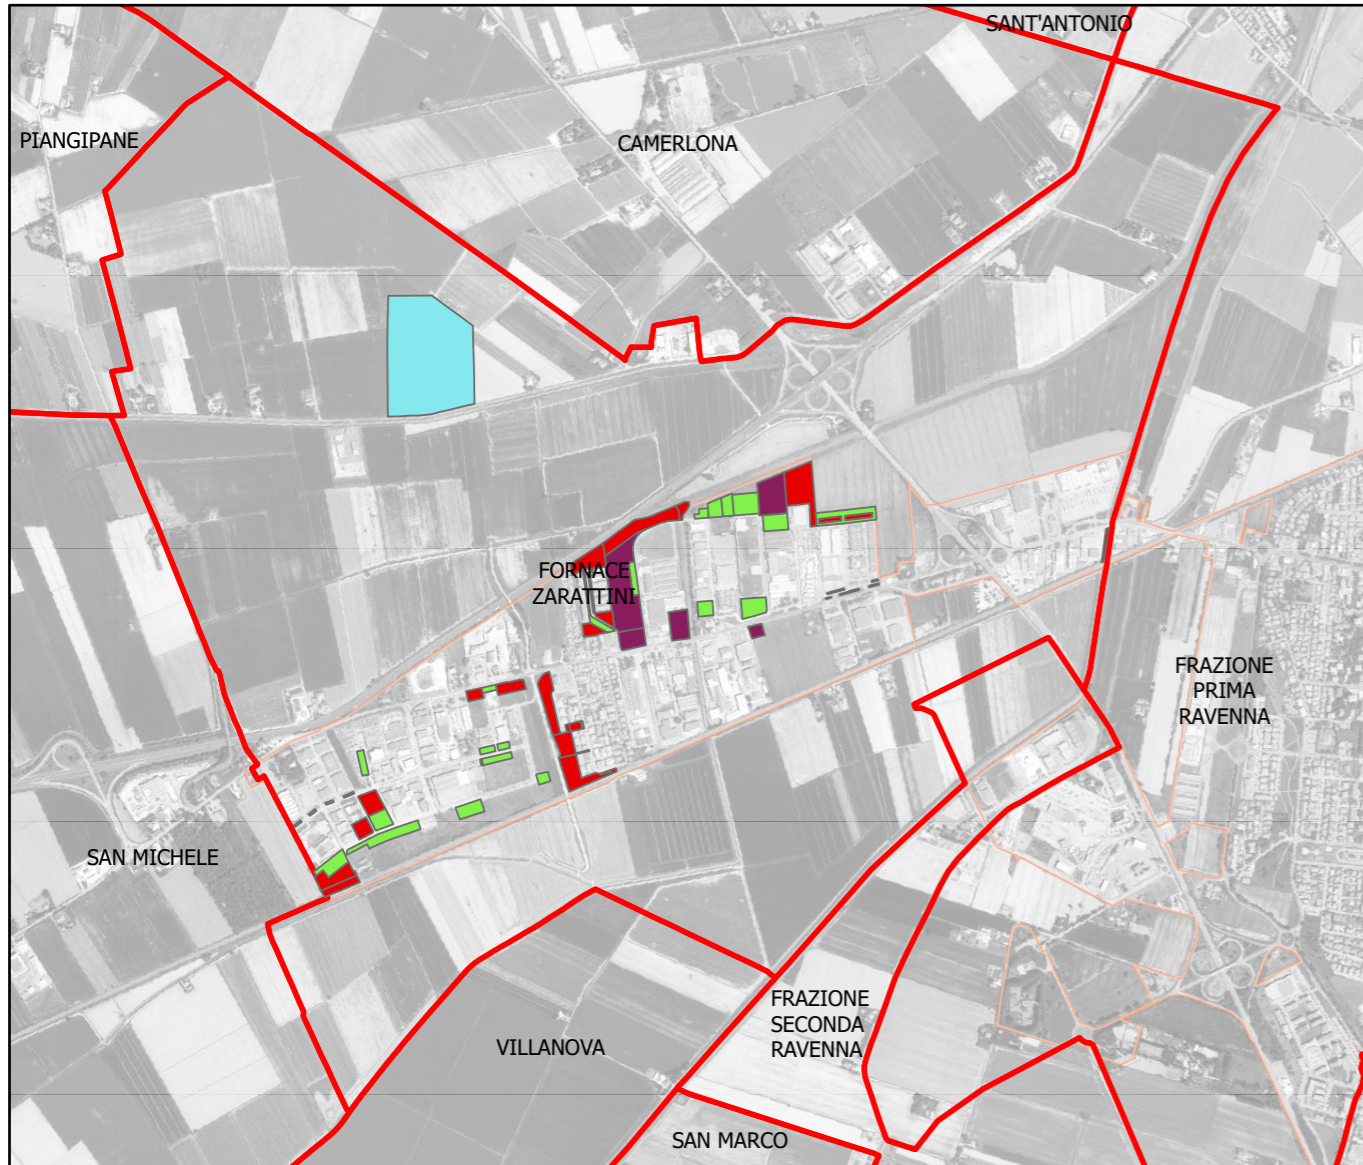 SANT'ANTONIO
PIANGIPANE
CAMERLONA
FORNACE
ZARATTINI
FRAZIONE
PRIMA
RAVENNA
SAN MICHELE
FRAZIONE
SECONDA
RAVENNA
VILLANOVA
SAN MARCO